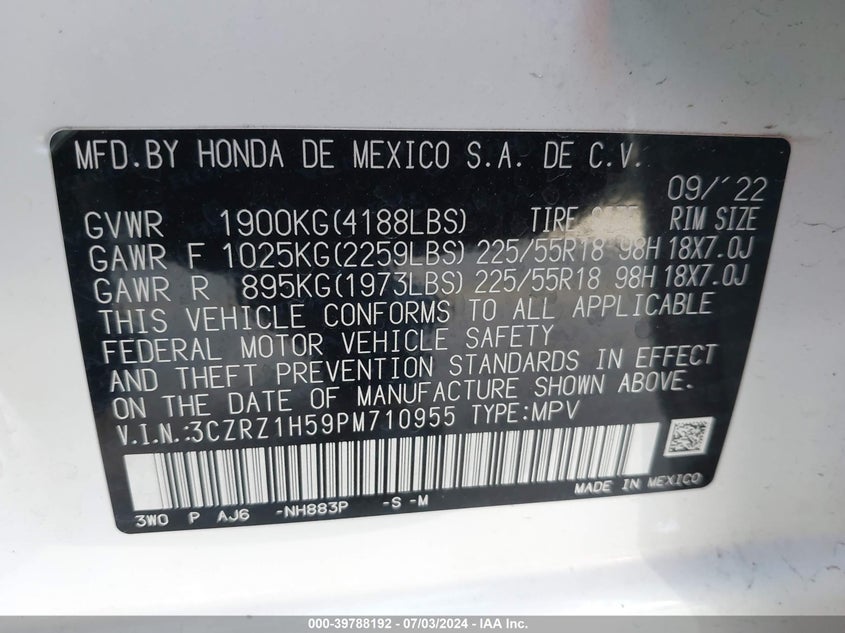 MFD.BY HONDA DE MEXICO S.A. DE C.V.
09/'22
GVWR 1900KG(4188LBS) TIRE SIZE RIM SIZE
GAWR F 1025KG(2259LBS) 225/55R18 98H 18X7.0J
GAWR R 895KG(1973LBS) 225/55R18 98H 18X7.0J
THIS VEHICLE CONFORMS TO ALL APPLICABLE
FEDERAL MOTOR VEHICLE SAFETY
AND THEFT PREVENTION STANDARDS IN EFFECT
ON THE DATE OF MANUFACTURE SHOWN ABOVE.
V.I.N.:3CZRZ1H59PM710955 TYPE:MPV
MADE IN MEXICO
3W0 P AJ6 -NH883P -S -M
000-39788192 - 07/03/2024 - IAA Inc.